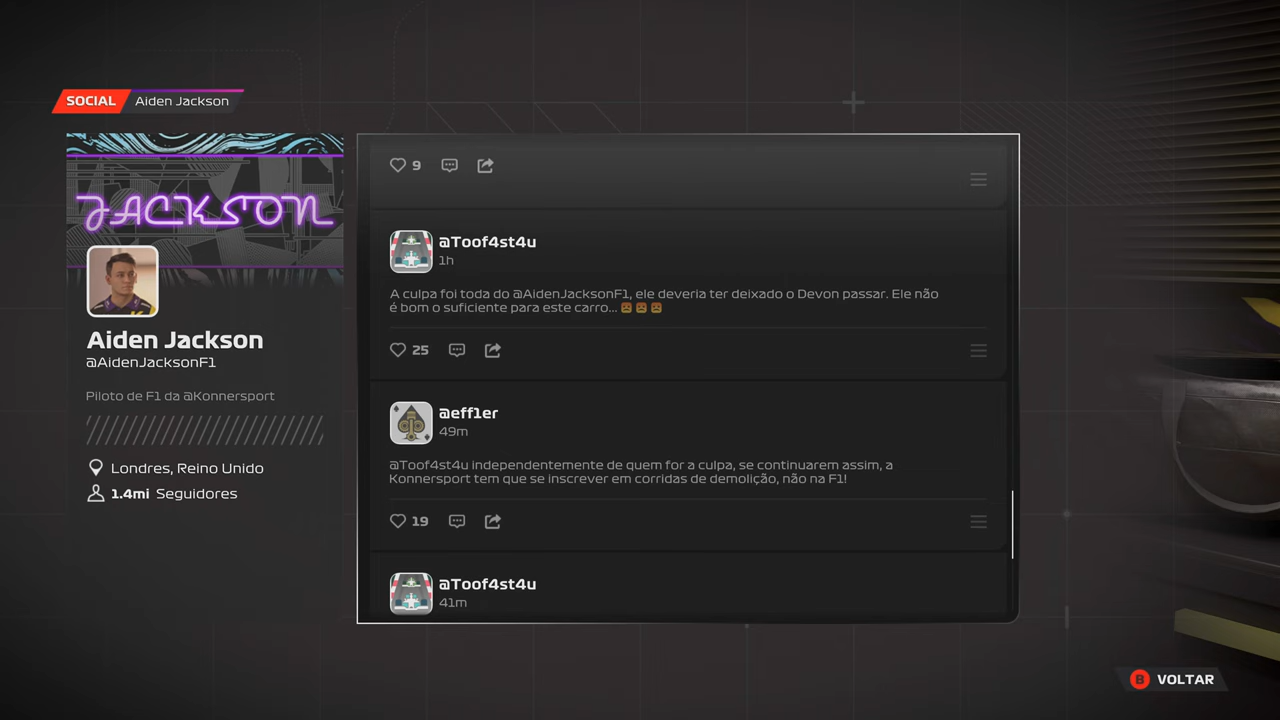 SOCIAL
Aiden Jackson
JACKSON
Aiden Jackson
@AidenJacksonF1
Piloto de F1 da @Konnersport
Londres, Reino Unido
1.4mi Seguidores
9
@Toof4st4u
1h
A culpa foi toda do @AidenJacksonF1, ele deveria ter deixado o Devon passar. Ele não
é bom o suficiente para este carro... 😡😡😡
25
@eff1er
49m
@Toof4st4u independentemente de quem for a culpa, se continuarem assim, a
Konnersport tem que se inscrever em corridas de demolição, não na F1!
19
@Toof4st4u
41m
B VOLTAR